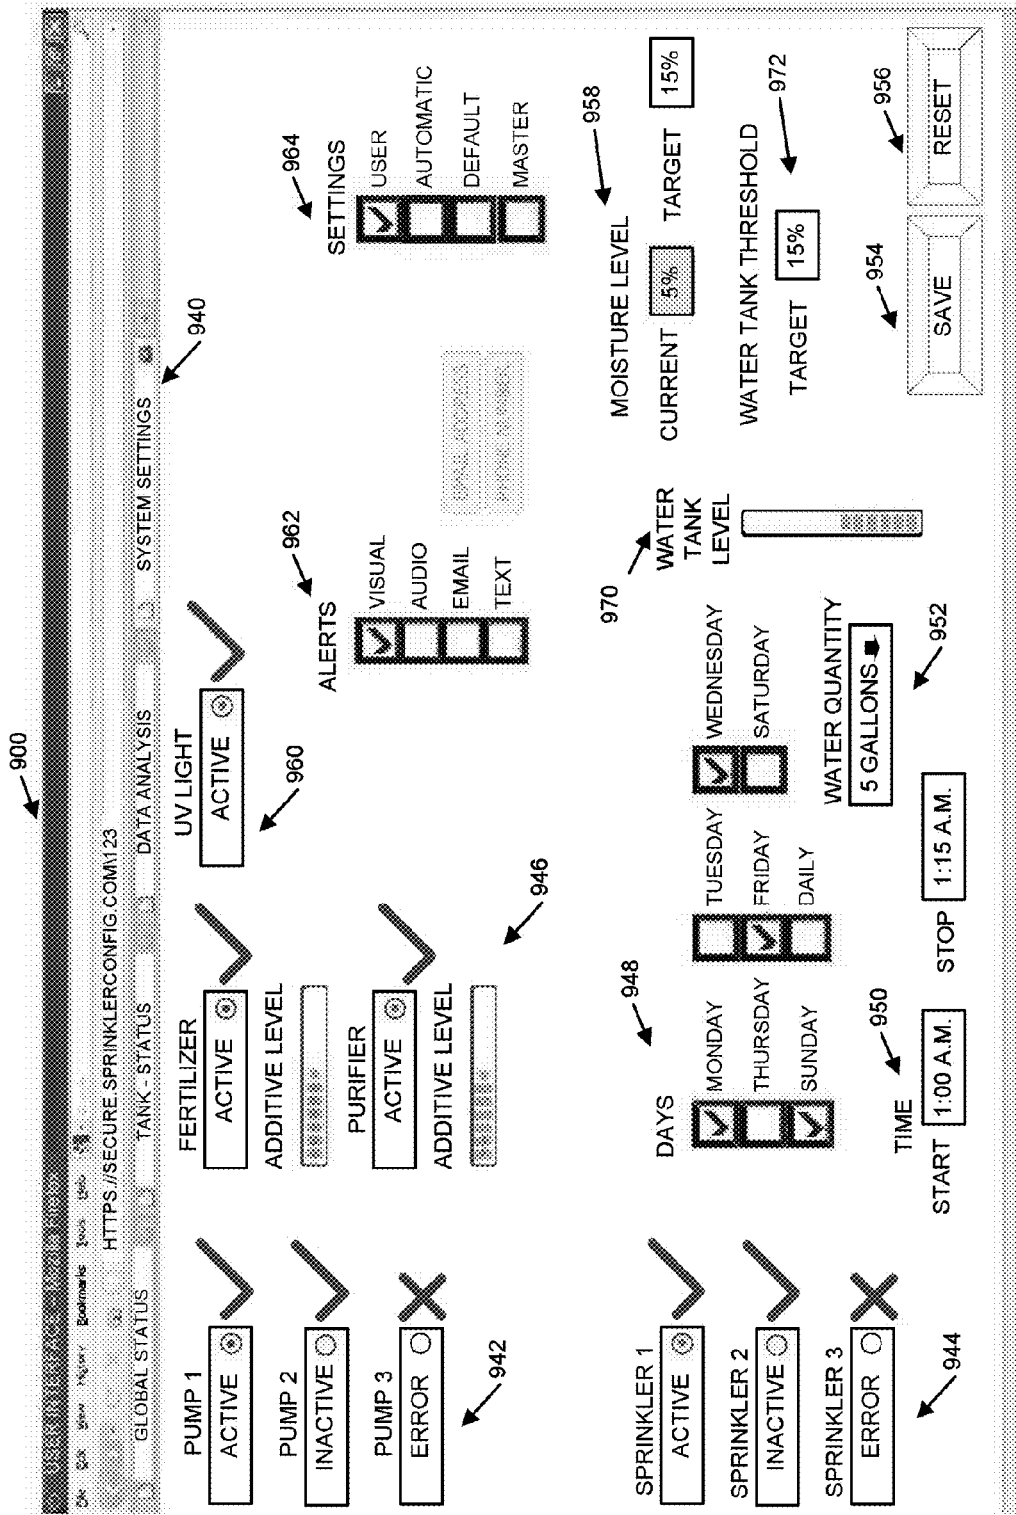 900
Bookmarks
HTTPS://SECURE.SPRINKLERCONFIG.COM\123
GLOBAL STATUS
TANK - STATUS
DATA ANALYSIS
SYSTEM SETTINGS
940
PUMP 1
ACTIVE
PUMP 2
INACTIVE
PUMP 3
ERROR
942
FERTILIZER
ACTIVE
ADDITIVE LEVEL
PURIFIER
ACTIVE
ADDITIVE LEVEL
946
UV LIGHT
ACTIVE
960
ALERTS
962
VISUAL
AUDIO
EMAIL
TEXT
EMAIL ADDRESS
PHONE NUMBER
SETTINGS
964
USER
AUTOMATIC
DEFAULT
MASTER
SPRINKLER 1
ACTIVE
SPRINKLER 2
INACTIVE
SPRINKLER 3
ERROR
944
DAYS
948
MONDAY
TUESDAY
WEDNESDAY
THURSDAY
FRIDAY
SATURDAY
SUNDAY
DAILY
TIME
950
START 1:00 A.M.
STOP 1:15 A.M.
WATER QUANTITY
5 GALLONS
952
970
WATER
TANK
LEVEL
MOISTURE LEVEL
958
CURRENT 5% TARGET 15%
WATER TANK THRESHOLD
TARGET 15%
972
954
SAVE
956
RESET